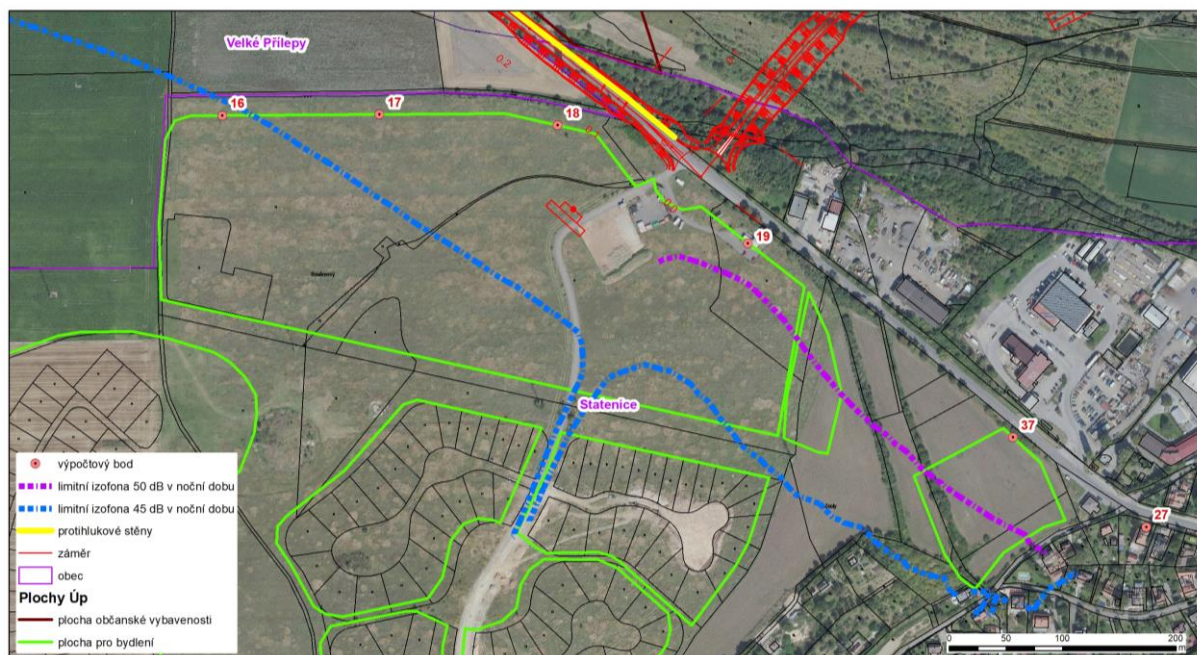 Velké Přílepy
0.2
16
17
18
19
Statenice
37
27
výpočtový bod
limitní izofona 50 dB v noční dobu
limitní izofona 45 dB v noční dobu
protihlukové stěny
záměr
obec
Plochy Úp
plocha občanské vybavenosti
plocha pro bydlení
0 50 100 200
m